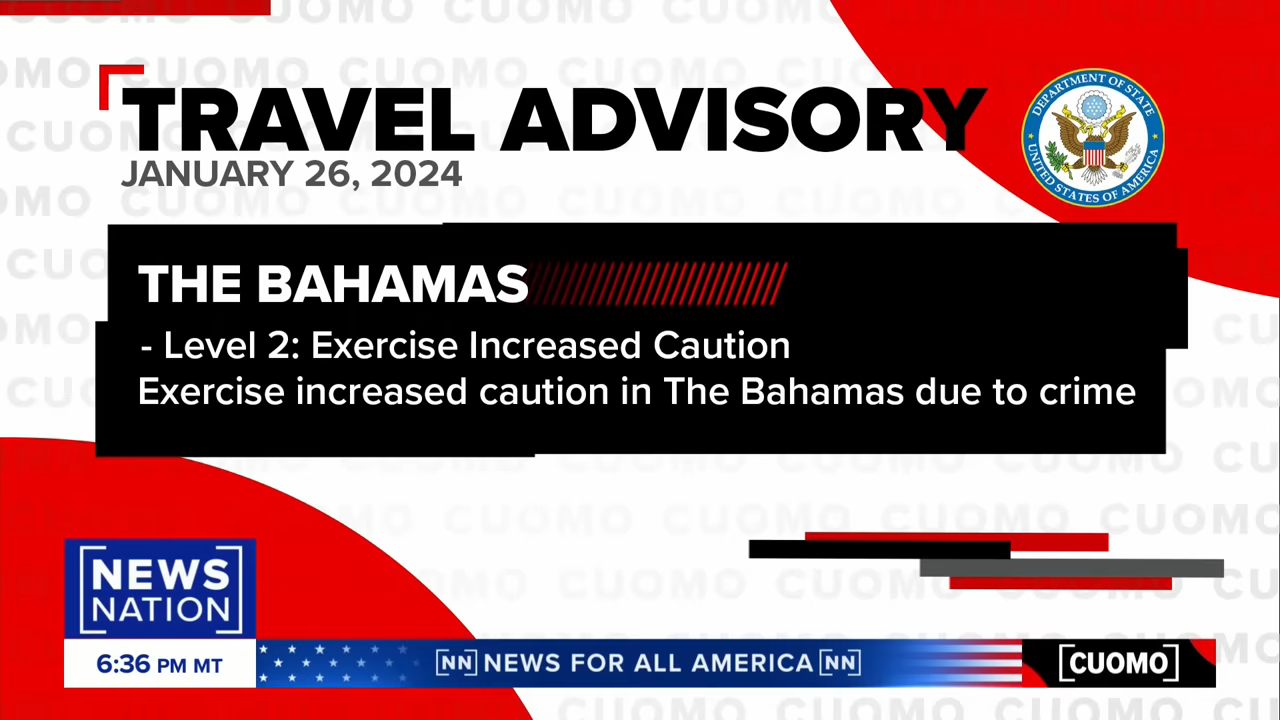 TRAVEL ADVISORY
JANUARY 26, 2024
DEPARTMENT OF STATE
UNITED STATES OF AMERICA
THE BAHAMAS
- Level 2: Exercise Increased Caution
Exercise increased caution in The Bahamas due to crime
NEWS
NATION
6:36 PM MT
NN NEWS FOR ALL AMERICA NN
[CUOMO]